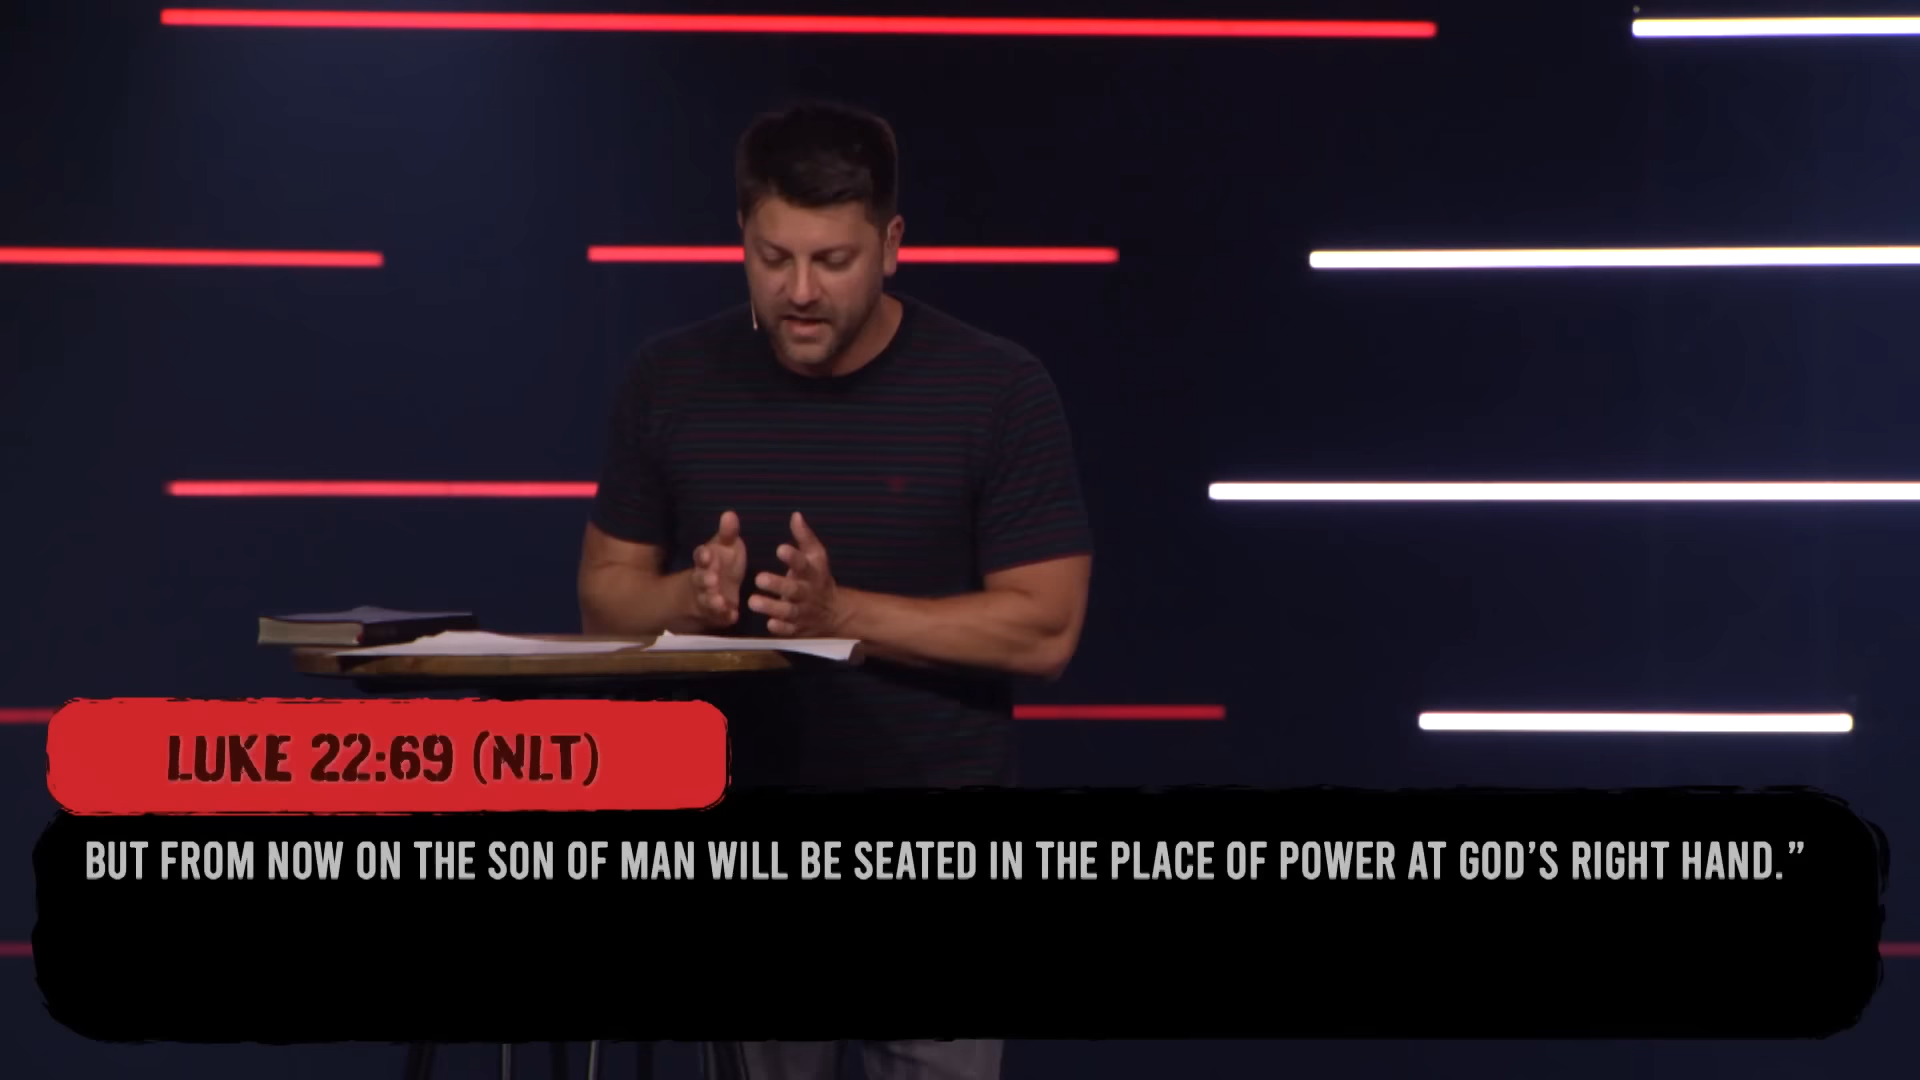 LUKE 22:69 (NLT)
BUT FROM NOW ON THE SON OF MAN WILL BE SEATED IN THE PLACE OF POWER AT GOD’S RIGHT HAND.”